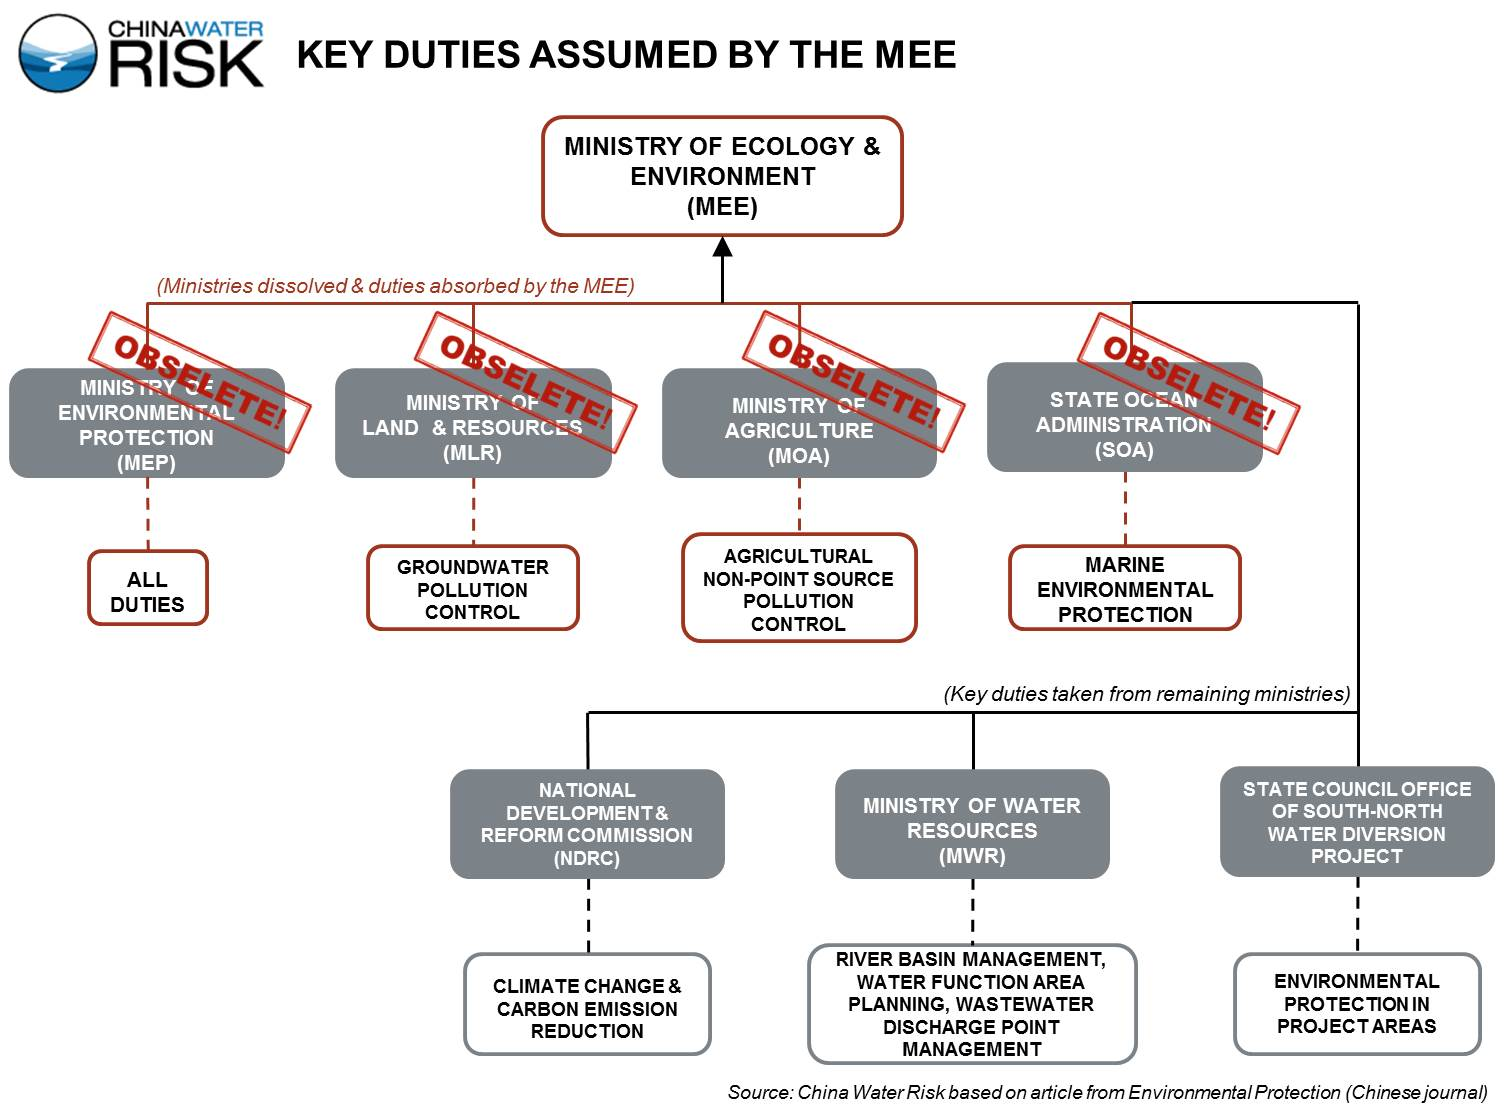 CHINAWATER
RISK
KEY DUTIES ASSUMED BY THE MEE
MINISTRY OF ECOLOGY &
ENVIRONMENT
(MEE)
(Ministries dissolved & duties absorbed by the MEE)
OBSELETE!
MINISTRY OF
ENVIRONMENTAL
PROTECTION
(MEP)
OBSELETE!
MINISTRY OF
LAND & RESOURCES
(MLR)
OBSELETE!
MINISTRY OF
AGRICULTURE
(MOA)
OBSELETE!
STATE OCEAN
ADMINISTRATION
(SOA)
ALL
DUTIES
GROUNDWATER
POLLUTION
CONTROL
AGRICULTURAL
NON-POINT SOURCE
POLLUTION
CONTROL
MARINE
ENVIRONMENTAL
PROTECTION
(Key duties taken from remaining ministries)
NATIONAL
DEVELOPMENT &
REFORM COMMISSION
(NDRC)
MINISTRY OF WATER
RESOURCES
(MWR)
STATE COUNCIL OFFICE
OF SOUTH-NORTH
WATER DIVERSION
PROJECT
CLIMATE CHANGE &
CARBON EMISSION
REDUCTION
RIVER BASIN MANAGEMENT,
WATER FUNCTION AREA
PLANNING, WASTEWATER
DISCHARGE POINT
MANAGEMENT
ENVIRONMENTAL
PROTECTION IN
PROJECT AREAS
Source: China Water Risk based on article from Environmental Protection (Chinese journal)